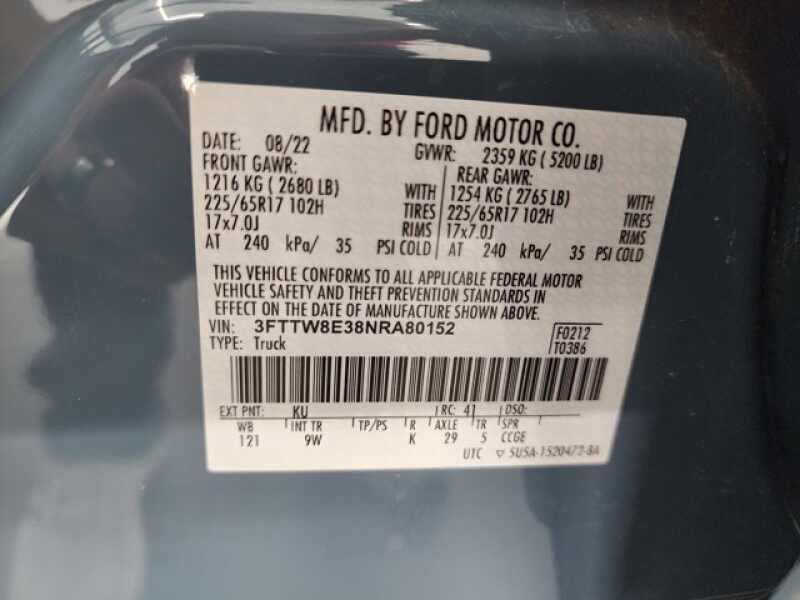 MFD. BY FORD MOTOR CO.
DATE: 08/22 GVWR: 2359 KG ( 5200 LB)
FRONT GAWR: REAR GAWR:
1216 KG ( 2680 LB) WITH 1254 KG ( 2765 LB) WITH
225/65R17 102H TIRES 225/65R17 102H TIRES
17x7.0J RIMS 17x7.0J RIMS
AT 240 kPa/ 35 PSI COLD AT 240 kPa/ 35 PSI COLD
THIS VEHICLE CONFORMS TO ALL APPLICABLE FEDERAL MOTOR
VEHICLE SAFETY AND THEFT PREVENTION STANDARDS IN
EFFECT ON THE DATE OF MANUFACTURE SHOWN ABOVE.
VIN: 3FTTW8E38NRA80152 F0212
TYPE: Truck T0386
EXT PNT: KU RC: 41 DSO:
WB INT TR TP/PS R AXLE TR SPR
121 9W K 29 5 CCGE
UTC ▽ 5U5A-1520472-BA